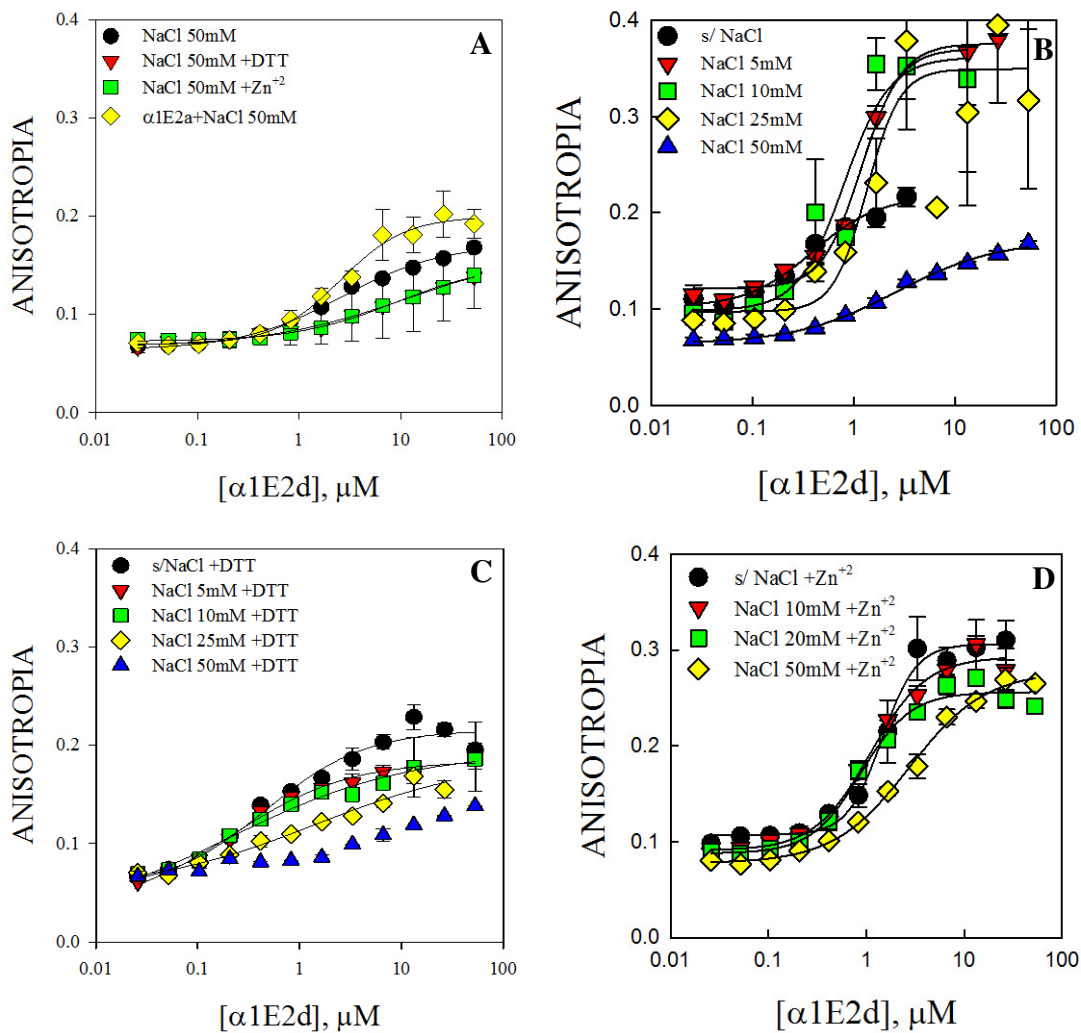 A
NaCl 50mM
NaCl 50mM +DTT
NaCl 50mM +Zn+2
α1E2a+NaCl 50mM
ANISOTROPIA
0.4
0.3
0.2
0.1
0.0
0.01 0.1 1 10 100
[α1E2d], μM
B
s/ NaCl
NaCl 5mM
NaCl 10mM
NaCl 25mM
NaCl 50mM
ANISOTROPIA
0.4
0.3
0.2
0.1
0.0
0.01 0.1 1 10 100
[α1E2d], μM
C
s/NaCl +DTT
NaCl 5mM +DTT
NaCl 10mM +DTT
NaCl 25mM +DTT
NaCl 50mM +DTT
ANISOTROPIA
0.4
0.3
0.2
0.1
0.0
0.01 0.1 1 10 100
[α1E2d], μM
D
s/ NaCl +Zn+2
NaCl 10mM +Zn+2
NaCl 20mM +Zn+2
NaCl 50mM +Zn+2
ANISOTROPIA
0.4
0.3
0.2
0.1
0.0
0.01 0.1 1 10 100
[α1E2d], μM